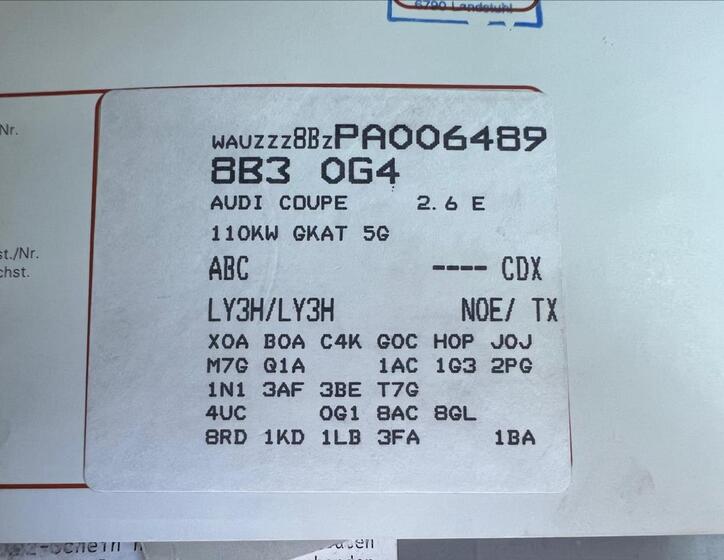 6790 Landstuhl
Nr.
WAUZZZ8BZPA006489
8B3 0G4
AUDI COUPE 2.6 E
110KW GKAT 5G
st./Nr.
chst.
ABC ---- CDX
LY3H/LY3H NOE/ TX
X0A B0A C4K G0C H0P J0J
M7G Q1A 1AC 1G3 2PG
1N1 3AF 3BE T7G
4UC 0G1 8AC 8GL
8RD 1KD 1LB 3FA 1BA